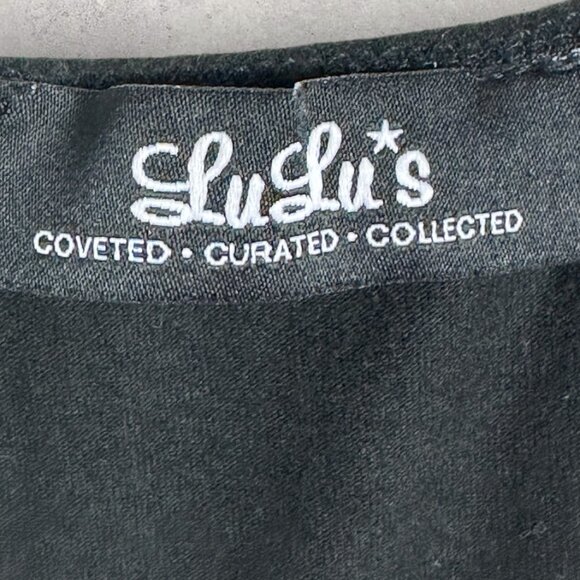 LuLu*s
COVETED • CURATED • COLLECTED